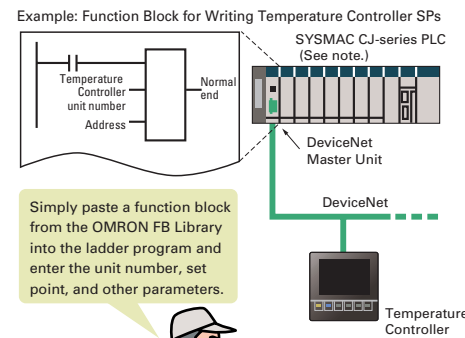 Example: Function Block for Writing Temperature Controller SPs
SYSMAC CJ-series PLC
(See note.)
Temperature
Controller
unit number
Address
Normal
end
DeviceNet
Master Unit
DeviceNet
Simply paste a function block
from the OMRON FB Library
into the ladder program and
enter the unit number, set
point, and other parameters.
Temperature
Controller